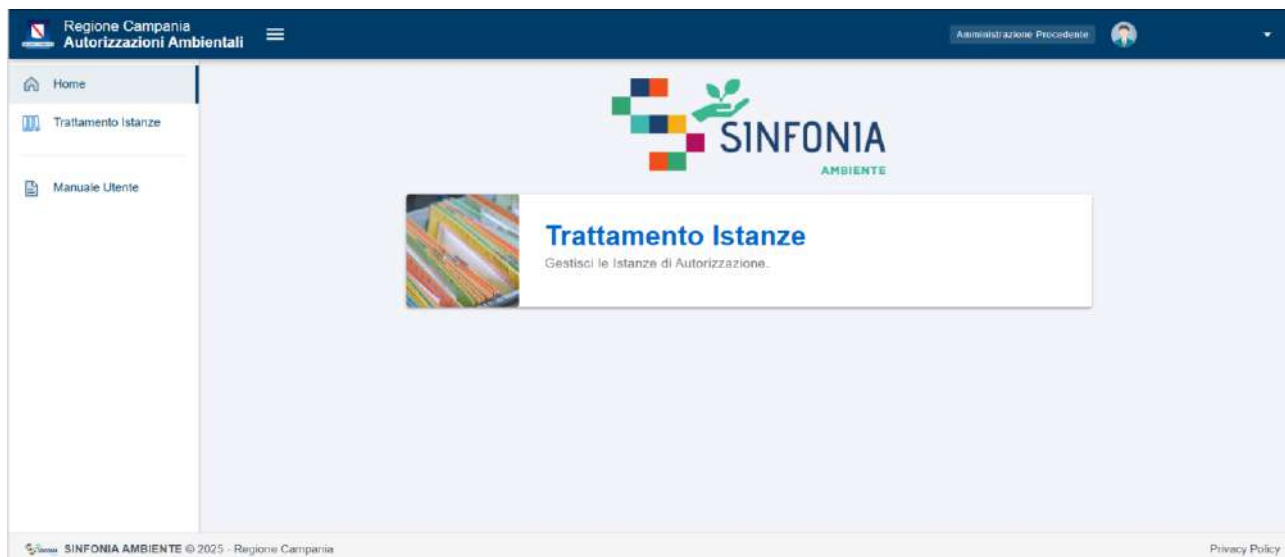 Regione Campania
Autorizzazioni Ambientali
Amministrazione Procedente
Home
Trattamento Istanze
Manuale Utente
SINFONIA
AMBIENTE
Trattamento Istanze
Gestisci le Istanze di Autorizzazione.
SINFONIA AMBIENTE © 2025 - Regione Campania
Privacy Policy